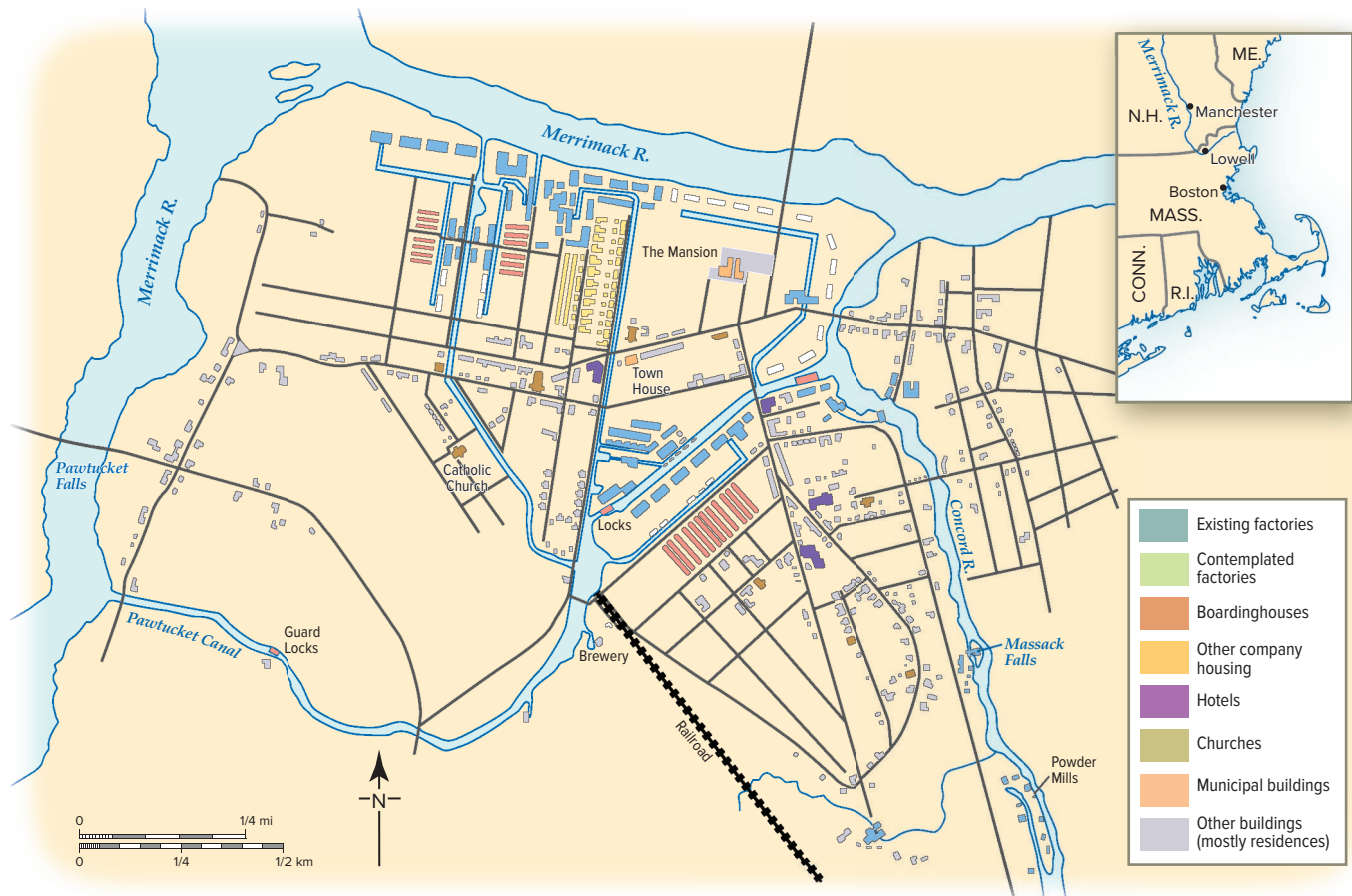 Merrimack R.
Merrimack R.
The Mansion
Town
House
Catholic
Church
Locks
Pawtucket
Falls
Pawtucket Canal
Guard
Locks
Brewery
Railroad
Concord R.
Massack
Falls
Powder
Mills
N
0 1/4 mi
0 1/4 1/2 km
ME.
Merrimack R.
N.H.
Manchester
Lowell
Boston
MASS.
CONN.
R.I.
Existing factories
Contemplated
factories
Boardinghouses
Other company
housing
Hotels
Churches
Municipal buildings
Other buildings
(mostly residences)